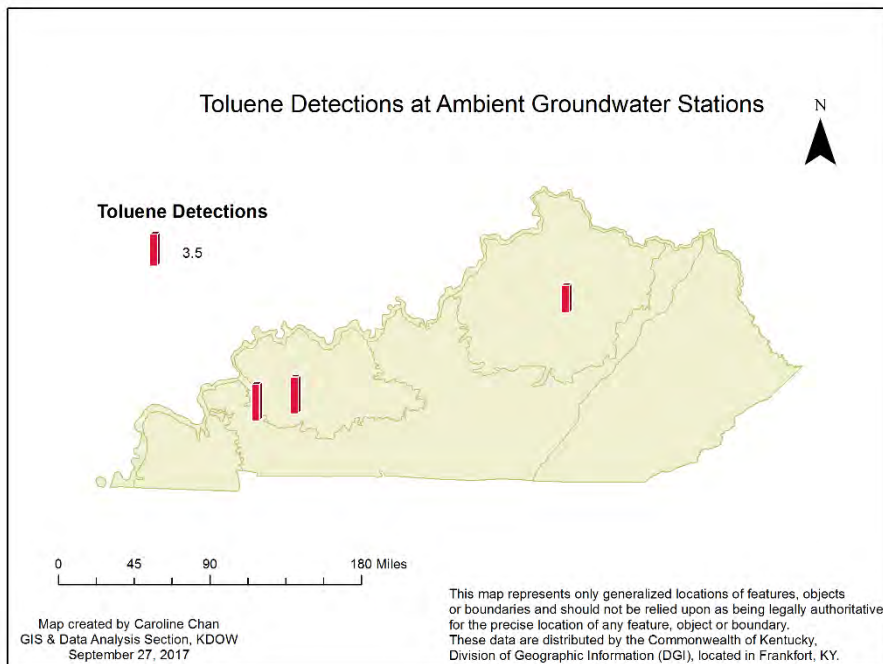 Toluene Detections at Ambient Groundwater Stations
N
Toluene Detections
3.5
0 45 90 180 Miles
Map created by Caroline Chan
GIS & Data Analysis Section, KDOW
September 27, 2017
This map represents only generalized locations of features, objects
or boundaries and should not be relied upon as being legally authoritative
for the precise location of any feature, object or boundary.
These data are distributed by the Commonwealth of Kentucky,
Division of Geographic Information (DGI), located in Frankfort, KY.